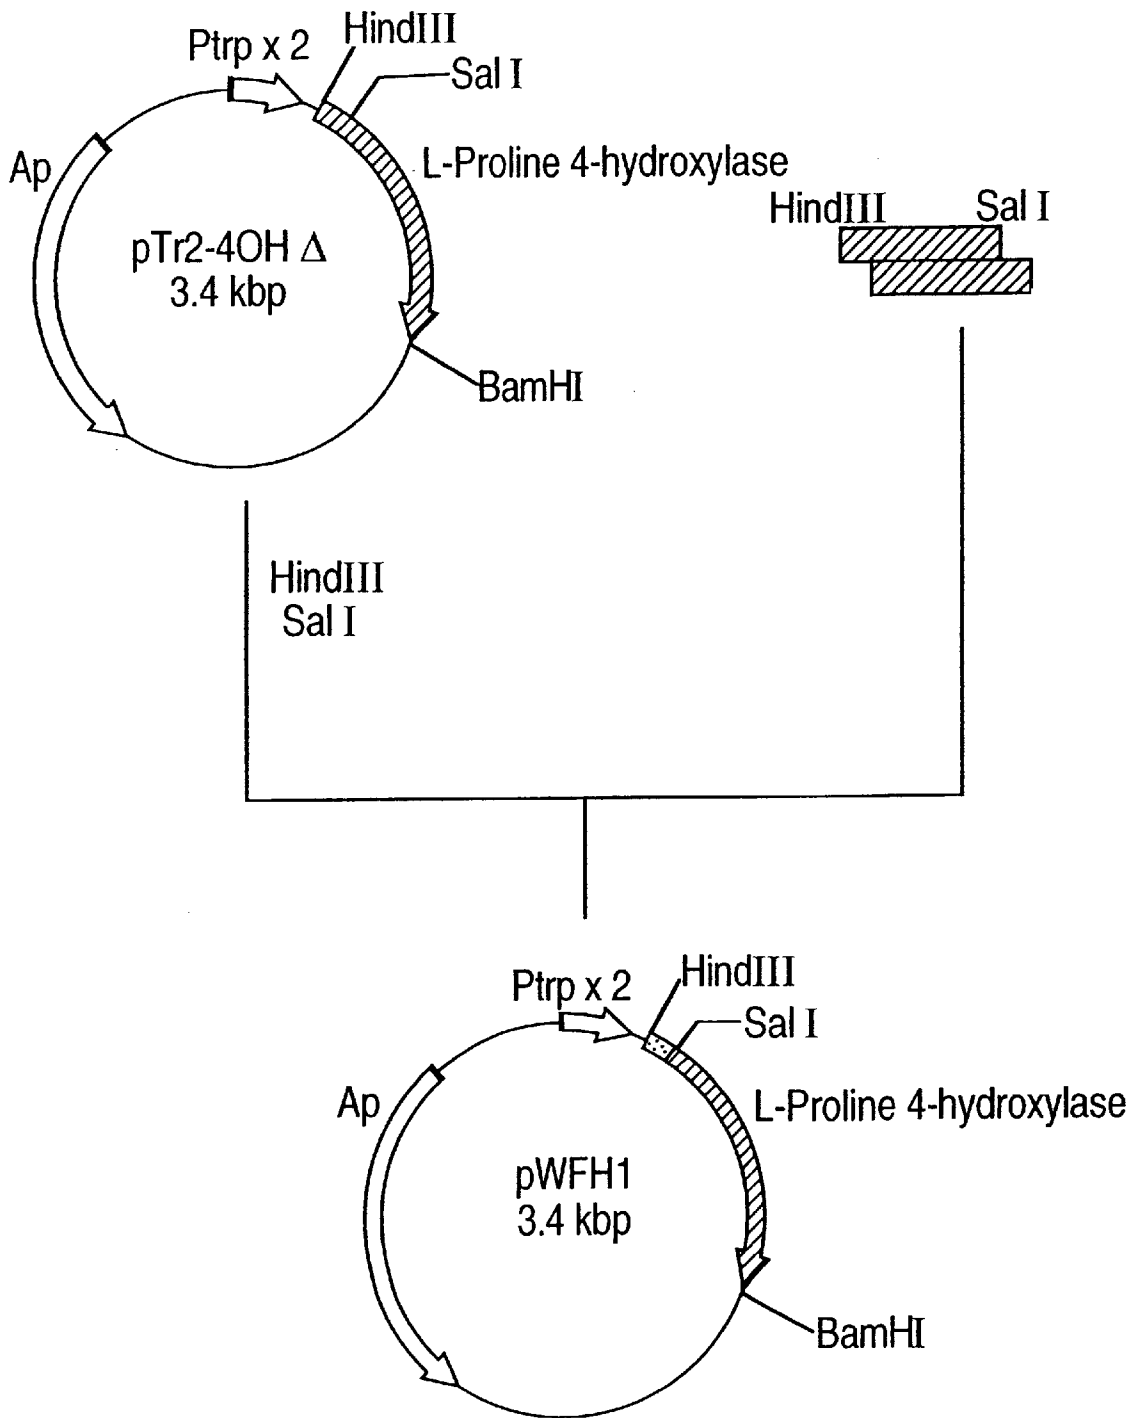 Ptrp x 2
HindIII
Sal I
Ap
L-Proline 4-hydroxylase
pTr2-4OH Δ
3.4 kbp
BamHI
HindIII
Sal I
HindIII
Sal I
Ptrp x 2
HindIII
Sal I
Ap
L-Proline 4-hydroxylase
pWFH1
3.4 kbp
BamHI